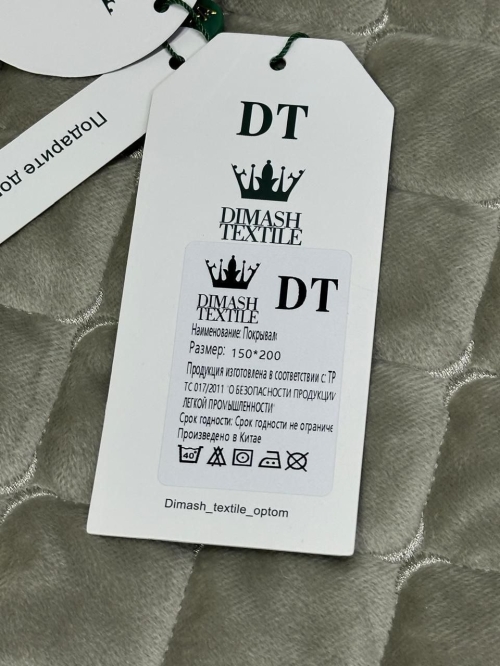 Подарите
DT
DIMASH
TEXTILE
DIMASH
TEXTILE
DT
Наименование: Покрывал
Размер: 150*200
Продукция изготовлена в соответствии с: ТР
ТС 017/2011 "О БЕЗОПАСНОСТИ ПРОДУКЦИИ
ЛЕГКОЙ ПРОМЫШЛЕННОСТИ"
Срок годности: Срок годности не ограниче
Произведено в Китае
40°
Dimash_textile_optom